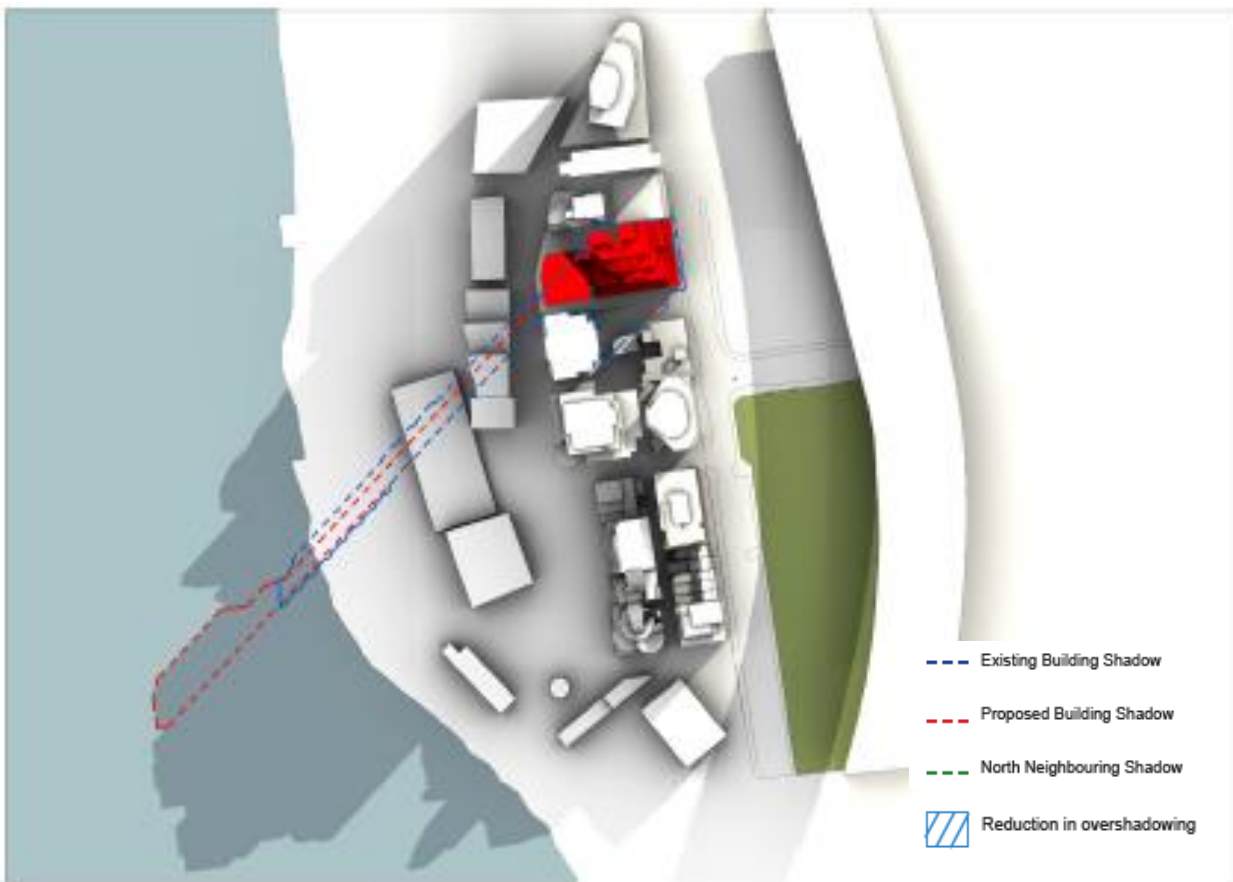 Existing Building Shadow
Proposed Building Shadow
North Neighbouring Shadow
Reduction in overshadowing